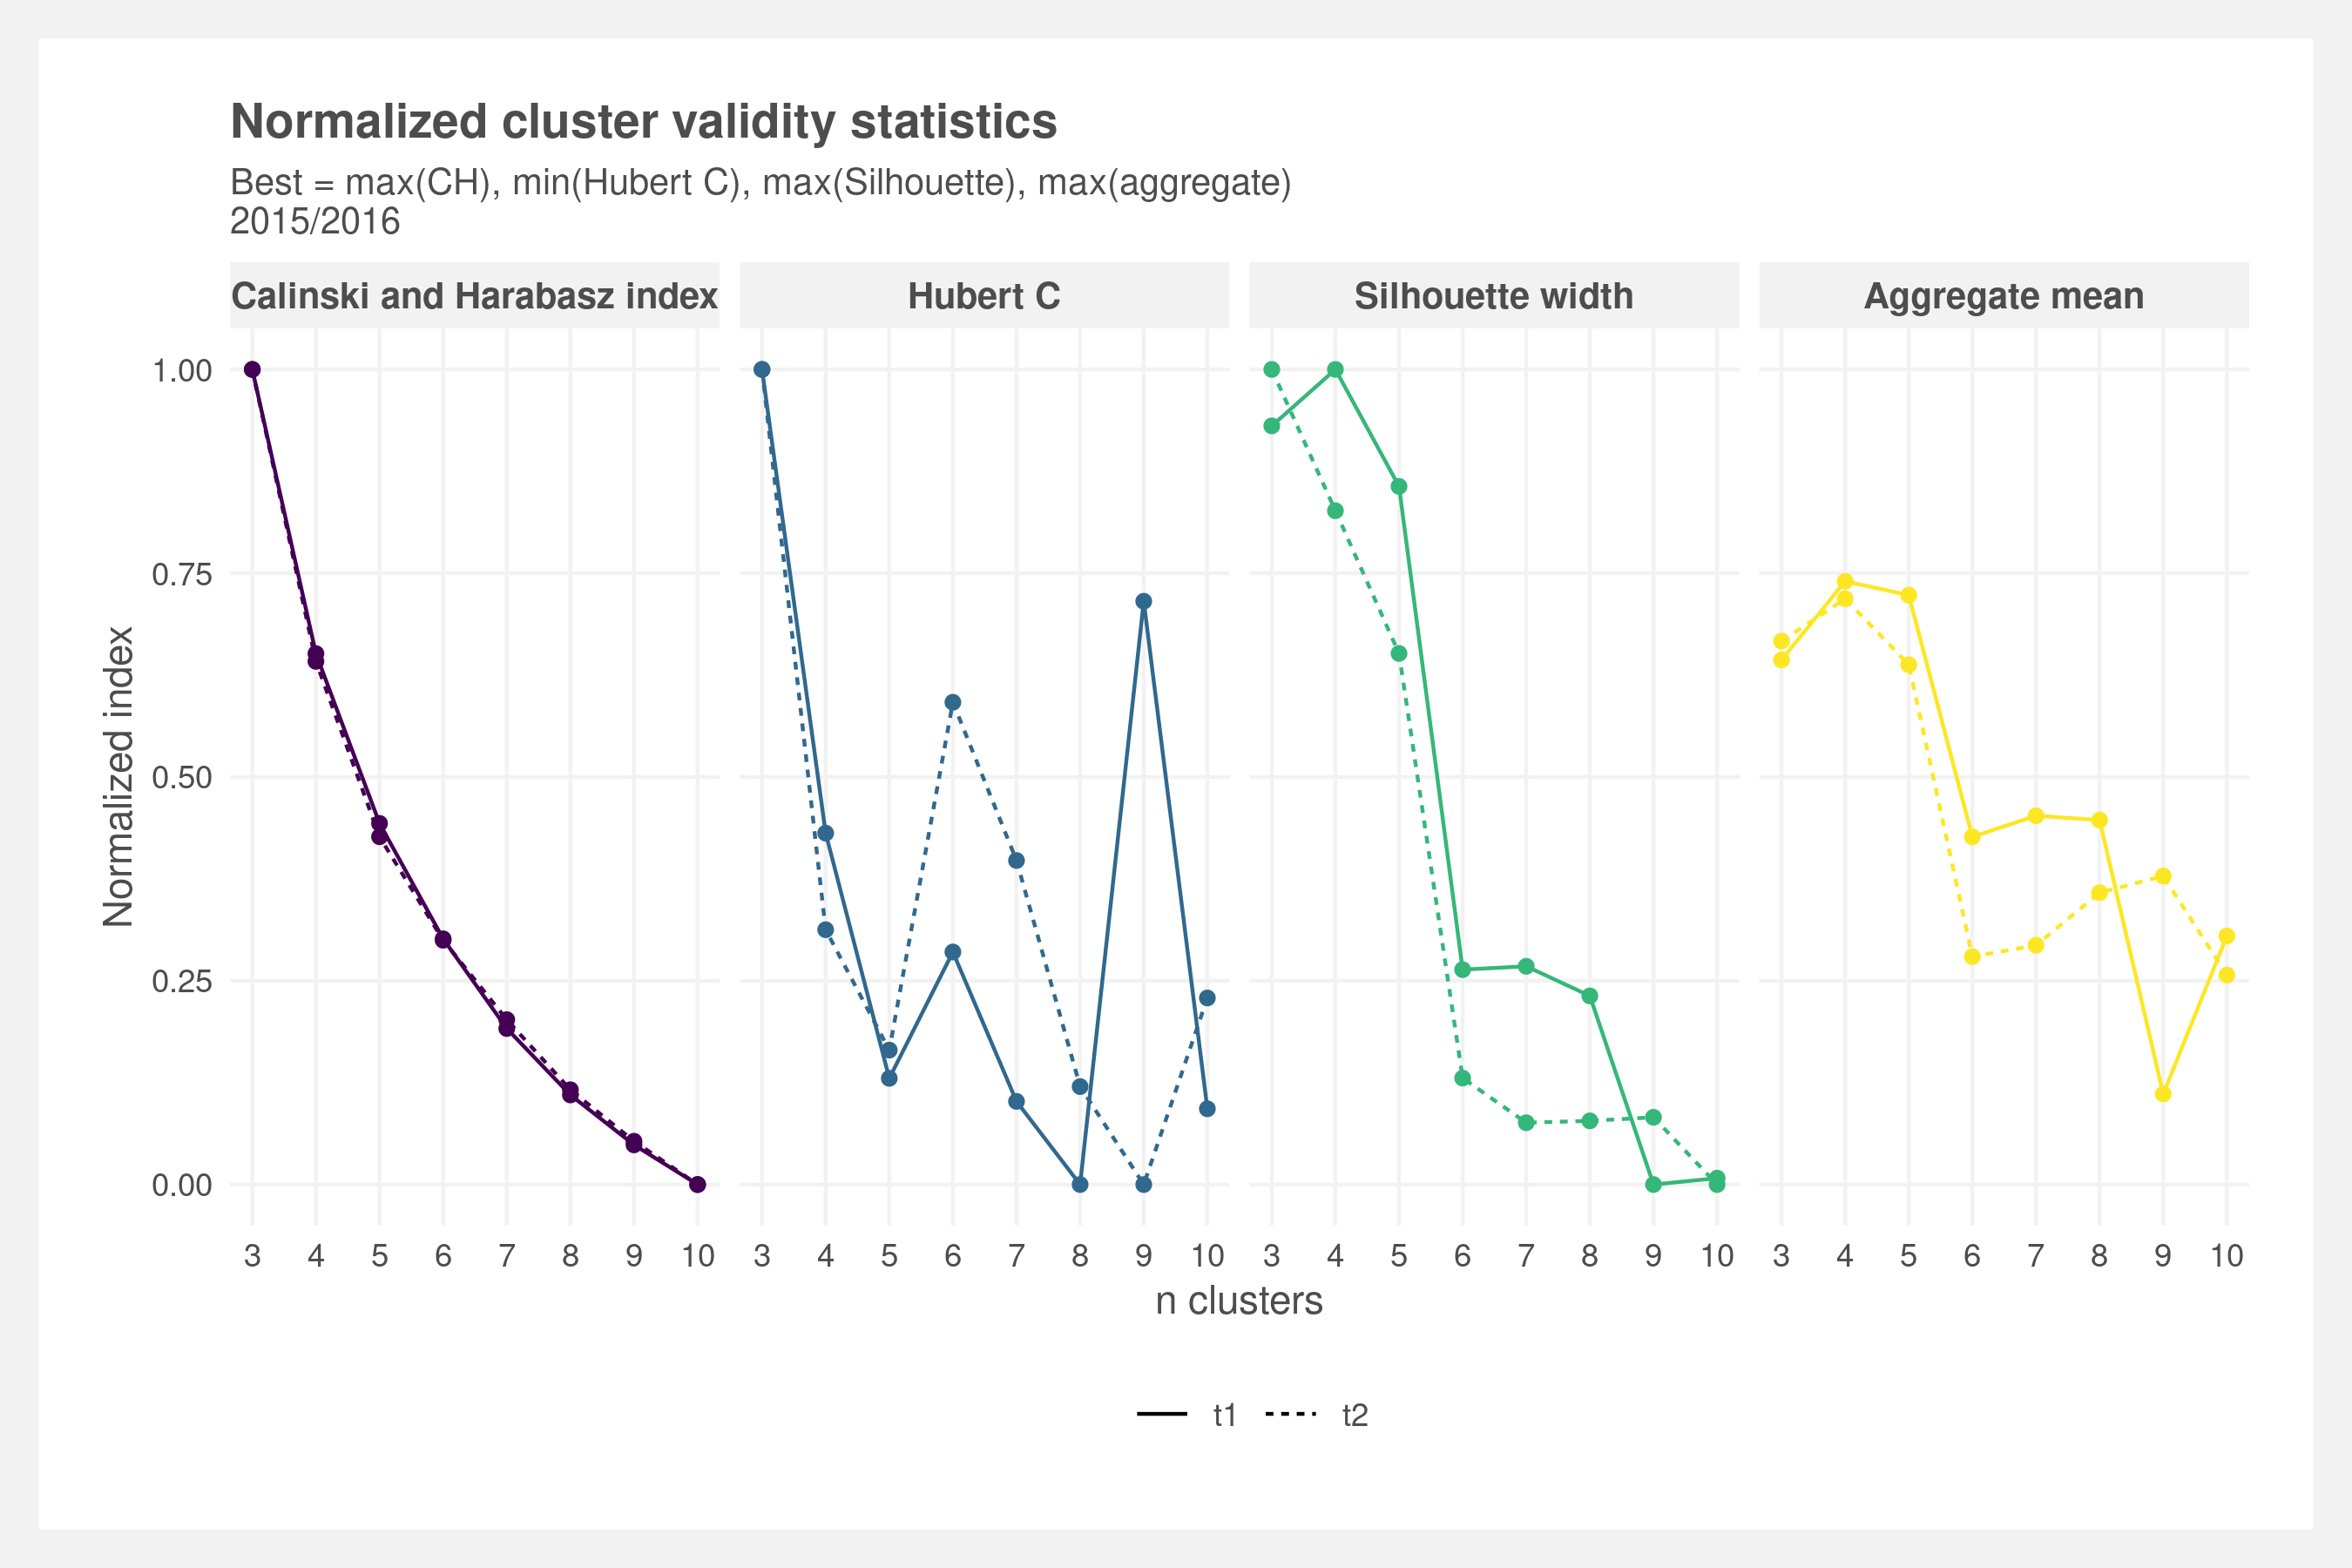 Normalized cluster validity statistics
Best = max(CH), min(Hubert C), max(Silhouette), max(aggregate)
2015/2016
Calinski and Harabasz index
Hubert C
Silhouette width
Aggregate mean
Normalized index
1.00
0.75
0.50
0.25
0.00
3 4 5 6 7 8 9 10
3 4 5 6 7 8 9 10
3 4 5 6 7 8 9 10
3 4 5 6 7 8 9 10
n clusters
t1 t2